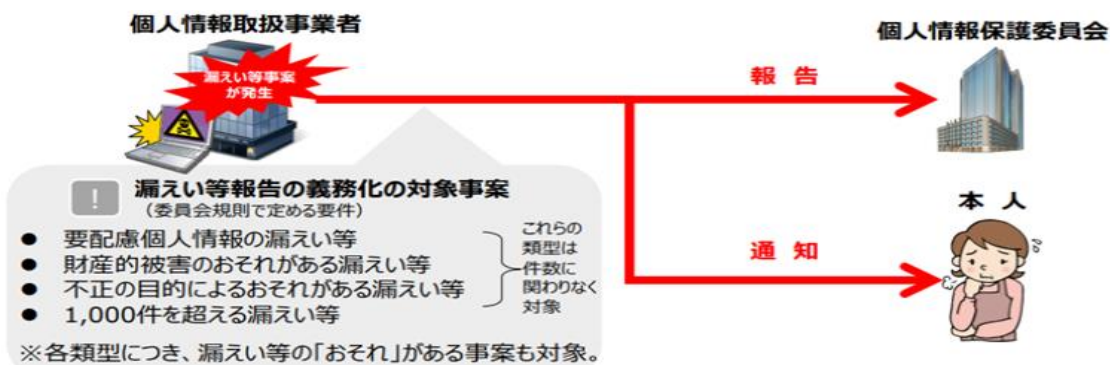 個人情報取扱事業者
個人情報保護委員会
漏えい等事案
が発生
報 告
!
漏えい等報告の義務化の対象事案
（委員会規則で定める要件）
● 要配慮個人情報の漏えい等
● 財産的被害のおそれがある漏えい等
● 不正の目的によるおそれがある漏えい等
● 1,000件を超える漏えい等
これらの
類型は
件数に
関わりなく
対象
※各類型につき、漏えい等の「おそれ」がある事案も対象。
本 人
通 知